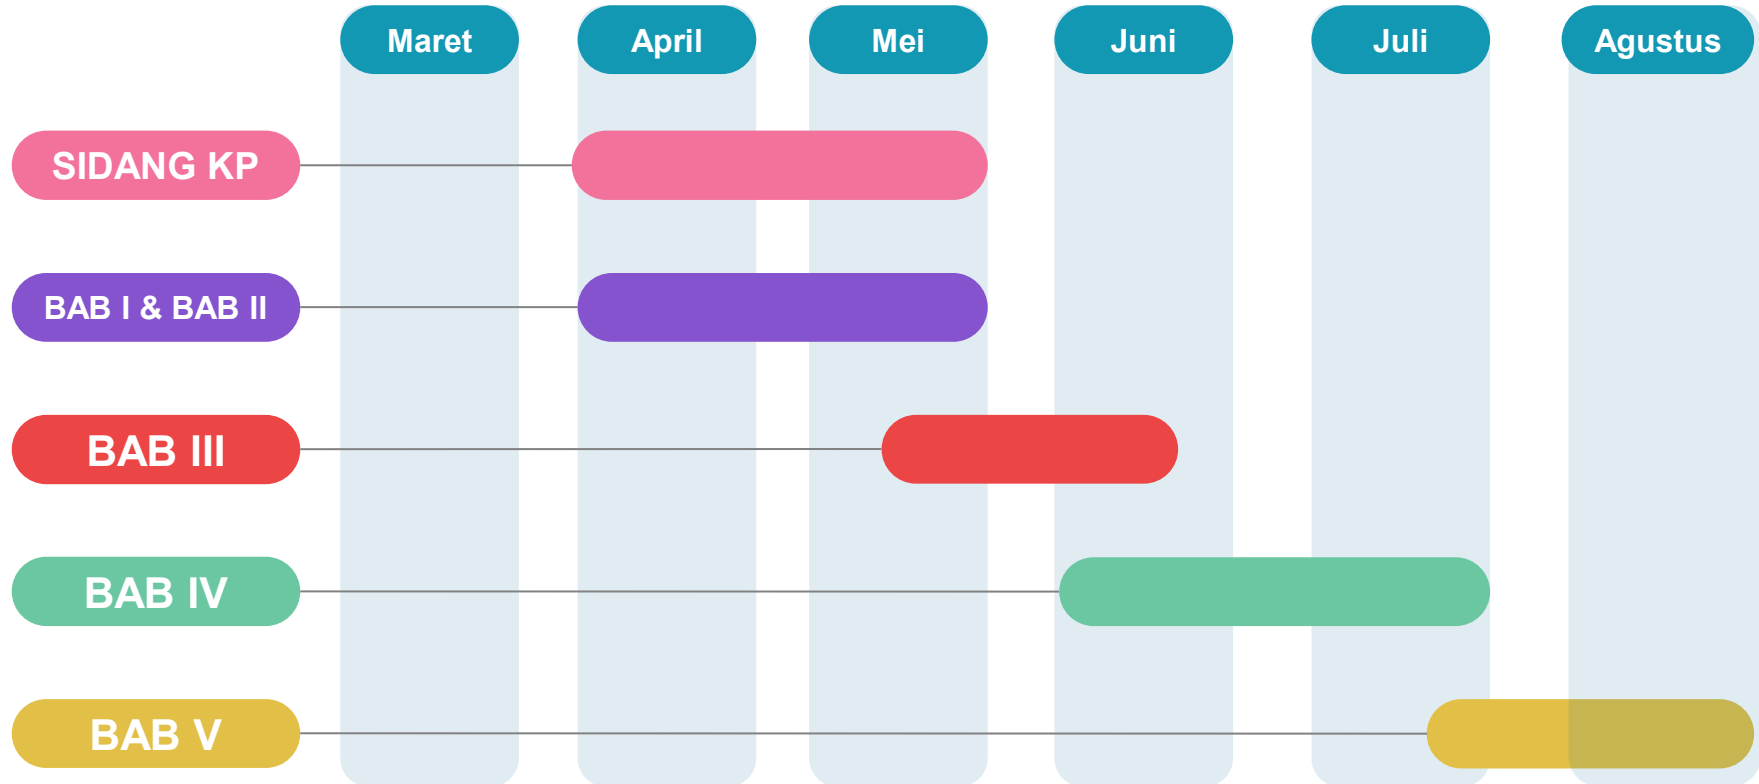 Maret
April
Mei
Juni
Juli
Agustus
SIDANG KP
BAB I & BAB II
BAB III
BAB IV
BAB V